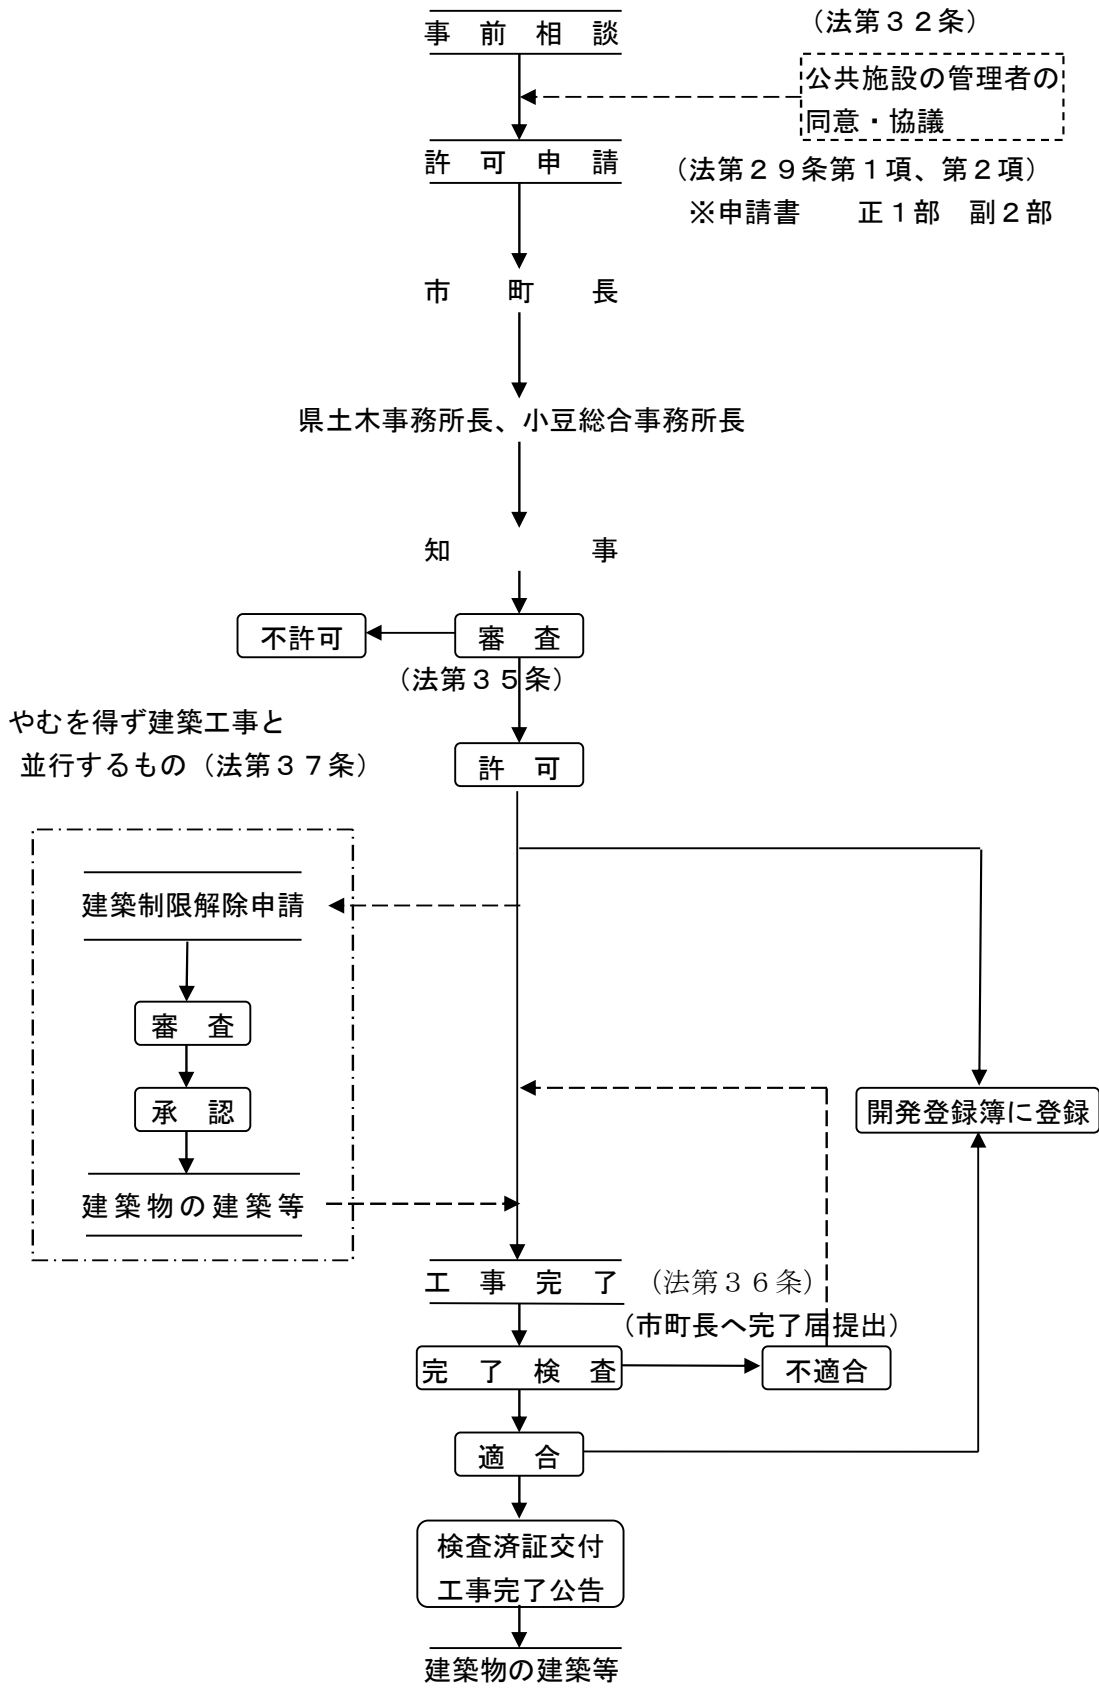 事　前　相　談
（法第３２条）
公共施設の管理者の
同意・協議
許　可　申　請
（法第２９条第１項、第２項）
※申請書　　正１部　副２部
市　　町　　長
県土木事務所長、小豆総合事務所長
知　　　　　事
不許可
審　査
（法第３５条）
やむを得ず建築工事と
並行するもの（法第３７条）
許　可
建築制限解除申請
審　査
承　認
開発登録簿に登録
建築物の建築等
工　事　完　了
（法第３６条）
（市町長へ完了届提出）
完　了　検　査
不適合
適　合
検査済証交付
工事完了公告
建築物の建築等